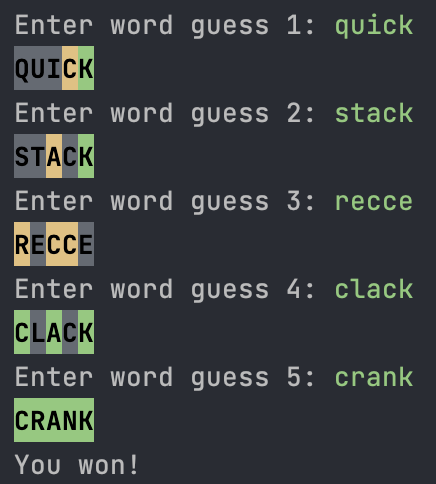 Enter word guess 1: quick
QUICK
Enter word guess 2: stack
STACK
Enter word guess 3: recce
RECCE
Enter word guess 4: clack
CLACK
Enter word guess 5: crank
CRANK
You won!